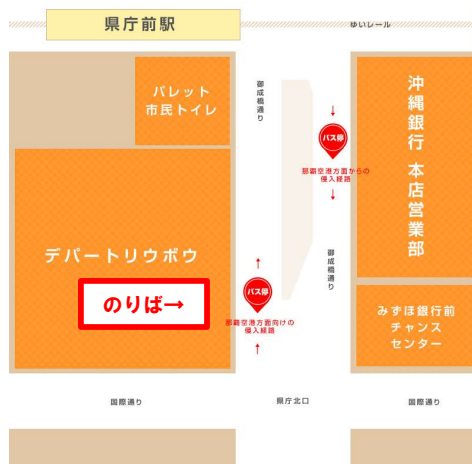 県庁前駅
ゆいレール
パレット
市民トイレ
御成橋通り
バス停
那覇空港方面からの
侵入経路
沖縄銀行 本店営業部
デパートリウボウ
のりば→
御成橋通り
バス停
那覇空港方面向けの
侵入経路
みずほ銀行前
チャンス
センター
国際通り
県庁北口
国際通り